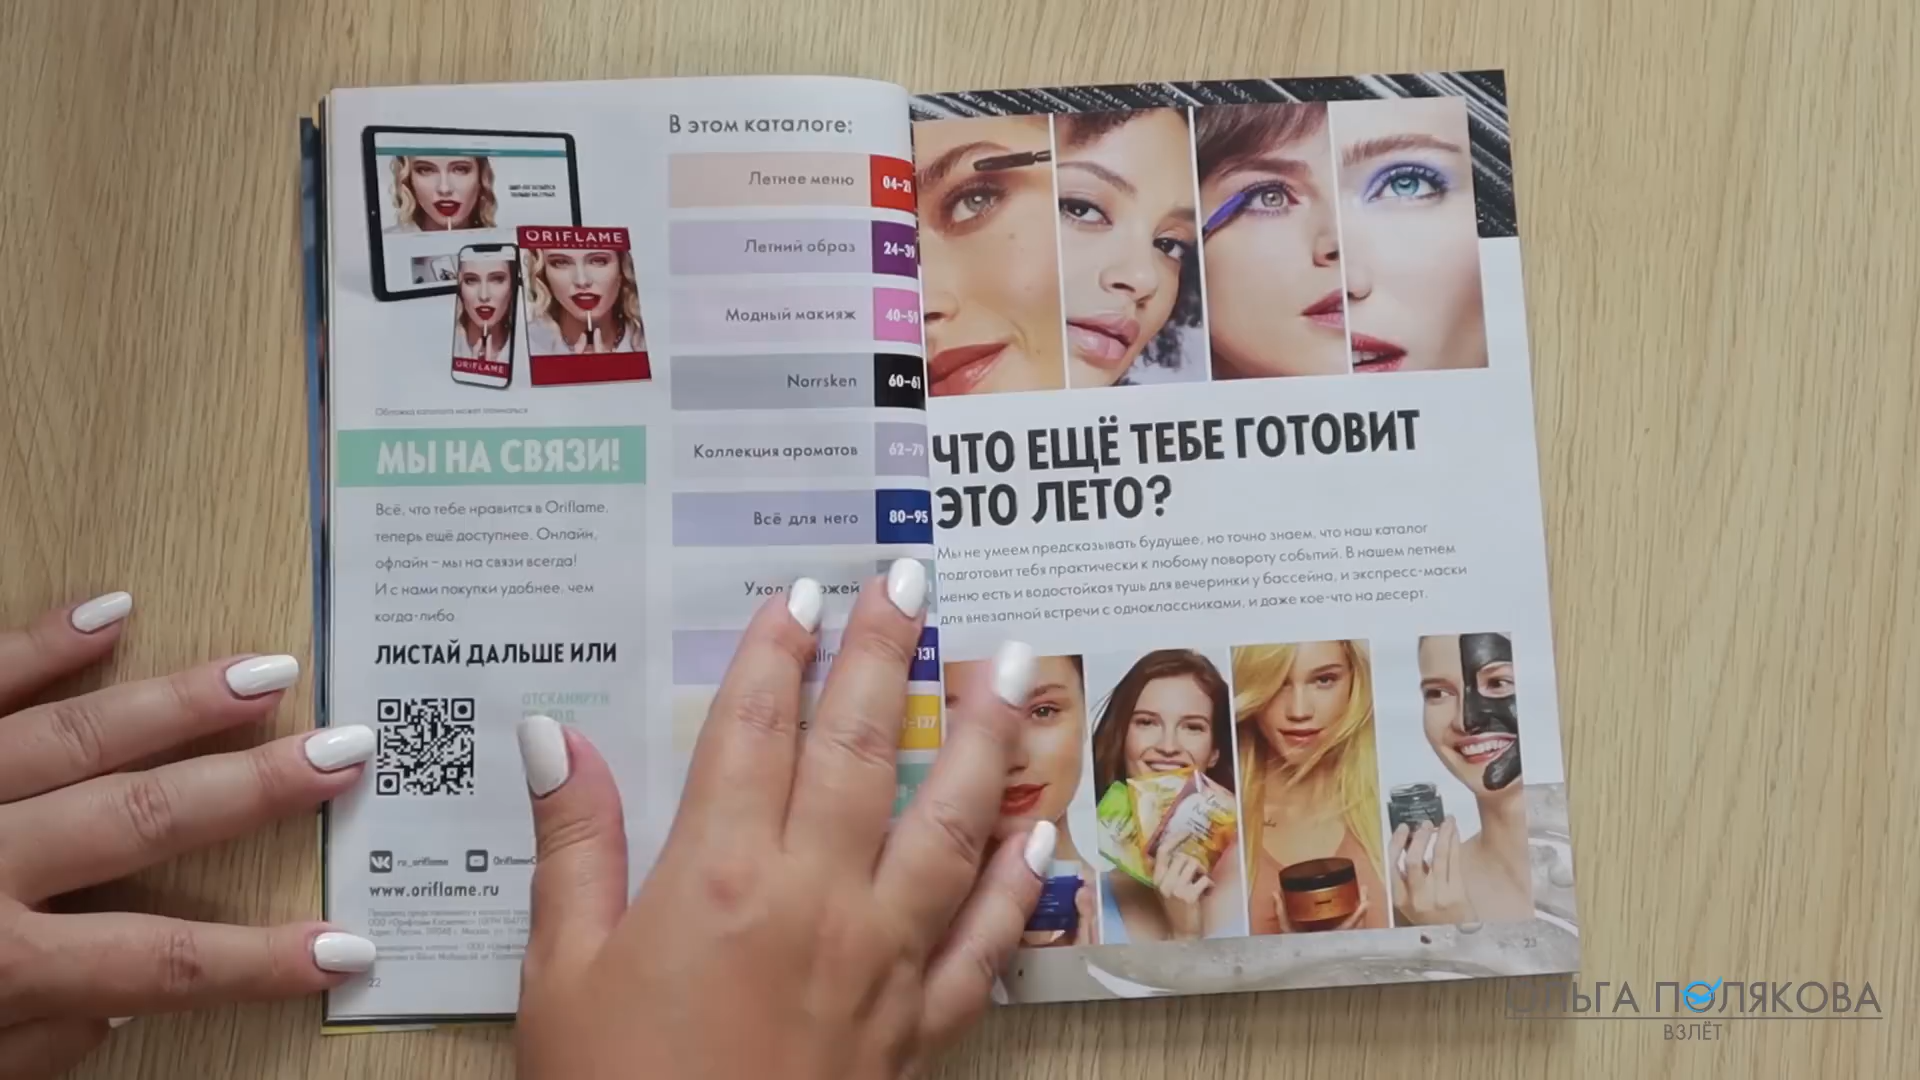 ORIFLAME
ORIFLAME
МЫ НА СВЯЗИ!
Всё, что тебе нравится в Oriflame,
теперь ещё доступнее. Онлайн,
офлайн – мы на связи всегда!
И с нами покупки удобнее, чем
когда-либо.
ЛИСТАЙ ДАЛЬШЕ ИЛИ
ОТСКАНИРУЙ
ru_oriflame
www.oriflame.ru
22
В этом каталоге:
Летнее меню 04–21
Летний образ 24–39
Модный макияж 40–59
Norrsken 60–61
Коллекция ароматов 62–79
Всё для него 80–95
Уход
131
137
ЧТО ЕЩЁ ТЕБЕ ГОТОВИТ
ЭТО ЛЕТО?
Мы не умеем предсказывать будущее, но точно знаем, что наш каталог
подготовит тебя практически к любому повороту событий. В нашем летнем
меню есть и водостойкая тушь для вечеринки у бассейна, и экспресс-маски
для внезапной встречи с одноклассниками, и даже кое-что на десерт.
23
ОЛЬГА ПОЛЯКОВА
ВЗЛЁТ